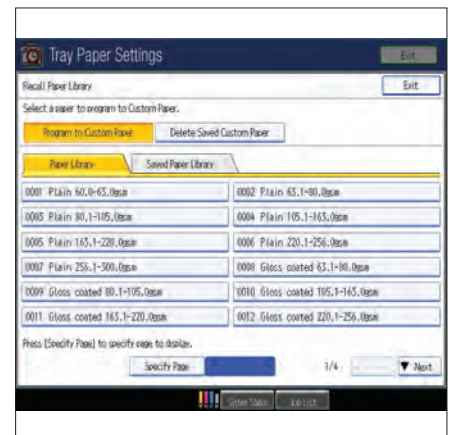 Tray Paper Settings
Exit
Recall Paper Library
Exit
Select a paper to program to Custom Paper.
Program to Custom Paper
Delete Saved Custom Paper
Paper Library
Saved Paper Library
0001 Plain 60.0-65.0gsm
0002 Plain 65.1-80.0gsm
0003 Plain 80.1-105.0gsm
0004 Plain 105.1-163.0gsm
0005 Plain 163.1-220.0gsm
0006 Plain 220.1-256.0gsm
0007 Plain 256.1-300.0gsm
0008 Gloss coated 63.1-80.0gsm
0009 Gloss coated 80.1-105.0gsm
0010 Gloss coated 105.1-163.0gsm
0011 Gloss coated 163.1-220.0gsm
0012 Gloss coated 220.1-256.0gsm
Press [Specify Page] to specify page to display.
Specify Page
1/4
▼ Next
System Status
Job List